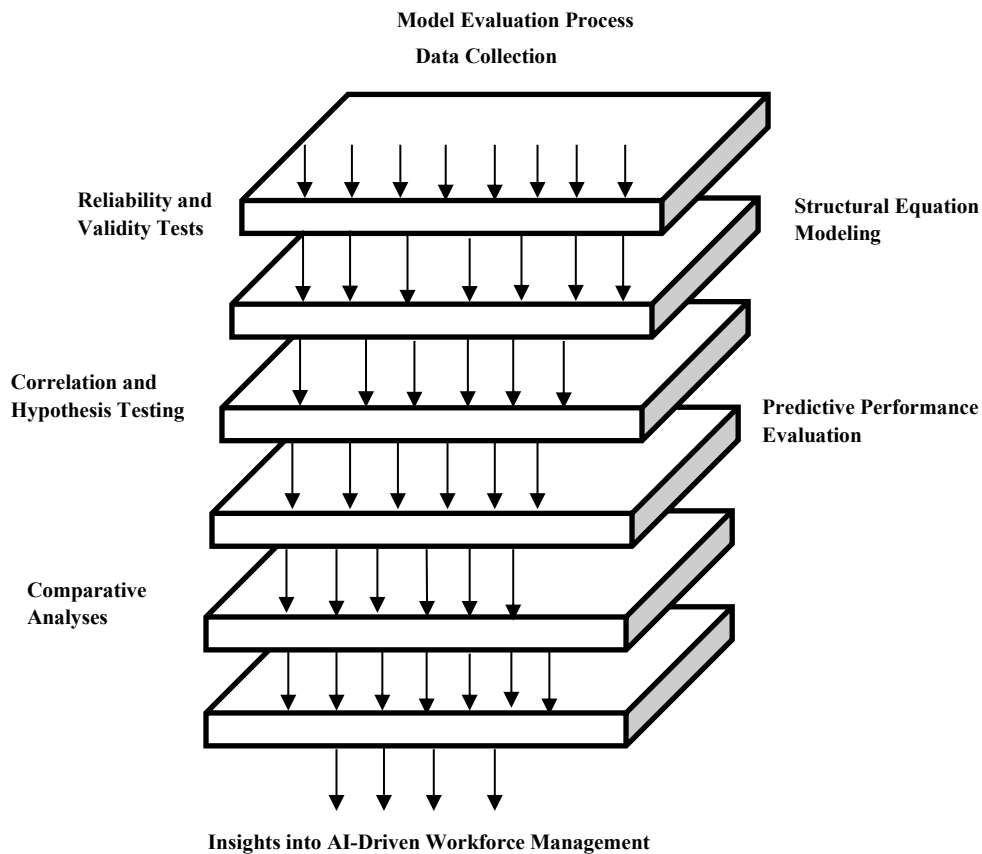 Model Evaluation Process
Data Collection
Reliability and
Validity Tests
Structural Equation
Modeling
Correlation and
Hypothesis Testing
Predictive Performance
Evaluation
Comparative
Analyses
Insights into AI-Driven Workforce Management